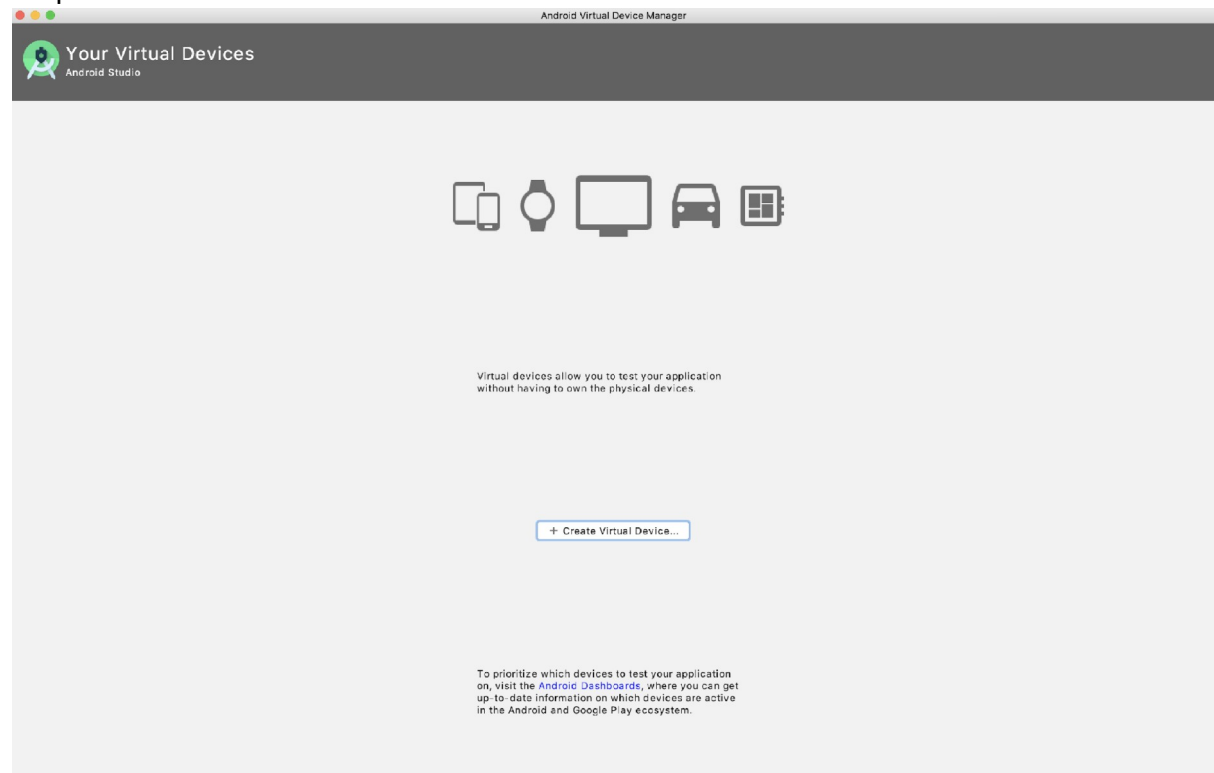 Android Virtual Device Manager
Your Virtual Devices
Android Studio
Virtual devices allow you to test your application
without having to own the physical devices.
+ Create Virtual Device...
To prioritize which devices to test your application
on, visit the Android Dashboards, where you can get
up-to-date information on which devices are active
in the Android and Google Play ecosystem.